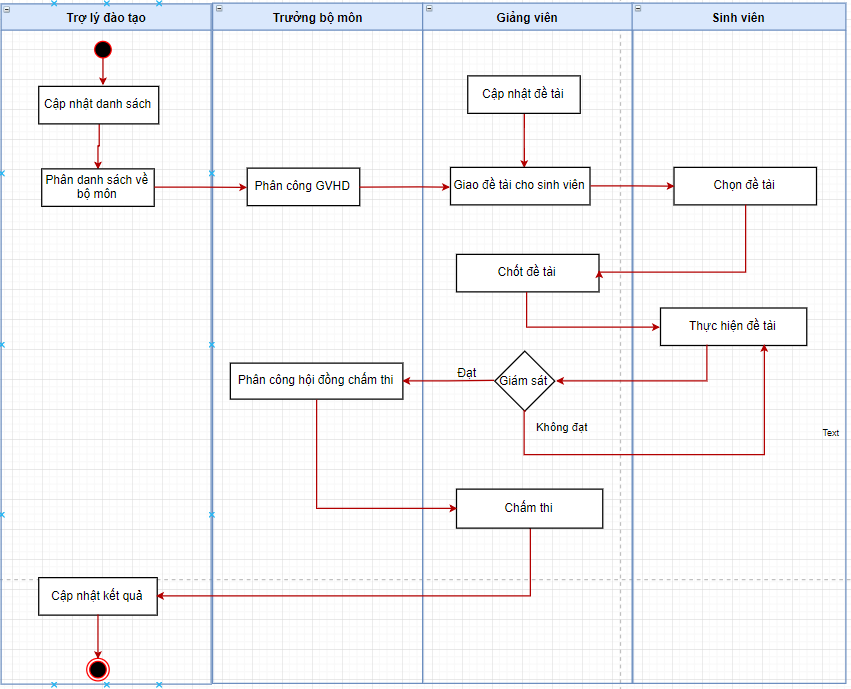 Trợ lý đào tạo
Trưởng bộ môn
Giảng viên
Sinh viên
Cập nhật danh sách
Cập nhật đề tài
Phân danh sách về
bộ môn
Phân công GVHD
Giao đề tài cho sinh viên
Chọn đề tài
Chốt đề tài
Thực hiện đề tài
Phân công hội đồng chấm thi
Đạt
Giám sát
Không đạt
Text
Chấm thi
Cập nhật kết quả